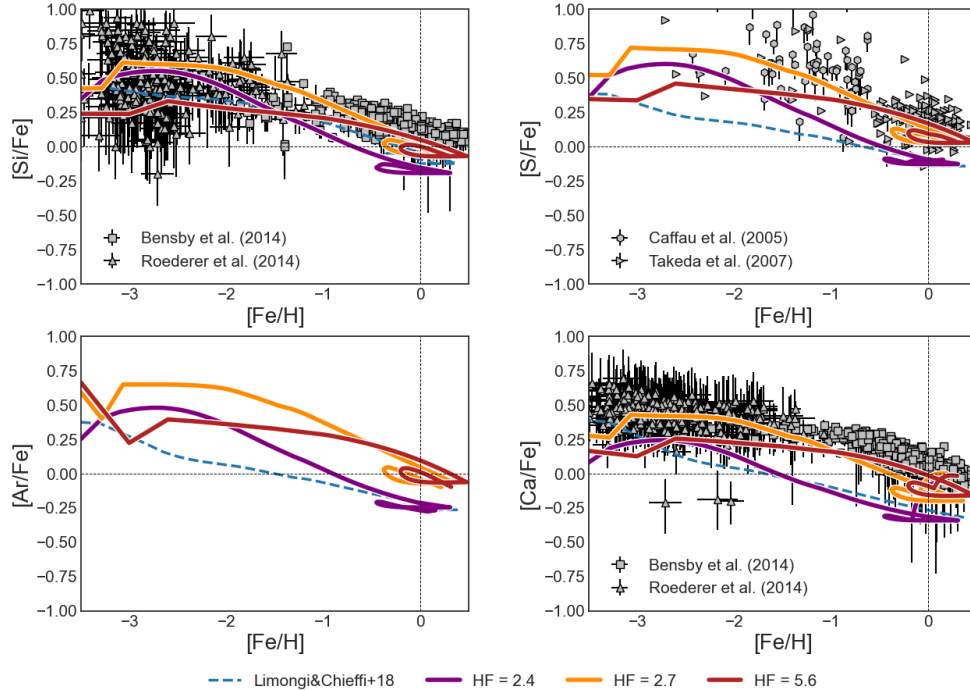 1.00
0.75
0.50
0.25
0.00
−0.25
−0.50
−0.75
−1.00
[Si/Fe]
Bensby et al. (2014)
Roederer et al. (2014)
−3 −2 −1 0
[Fe/H]
1.00
0.75
0.50
0.25
0.00
−0.25
−0.50
−0.75
−1.00
[S/Fe]
Caffau et al. (2005)
Takeda et al. (2007)
−3 −2 −1 0
[Fe/H]
1.00
0.75
0.50
0.25
0.00
−0.25
−0.50
−0.75
−1.00
[Ar/Fe]
−3 −2 −1 0
[Fe/H]
1.00
0.75
0.50
0.25
0.00
−0.25
−0.50
−0.75
−1.00
[Ca/Fe]
Bensby et al. (2014)
Roederer et al. (2014)
−3 −2 −1 0
[Fe/H]
Limongi&Chieffi+18 HF = 2.4 HF = 2.7 HF = 5.6